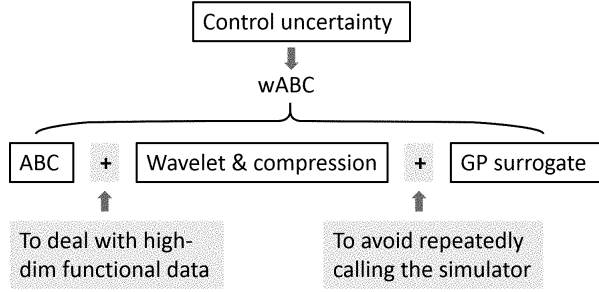 Control uncertainty
wABC
ABC + Wavelet & compression + GP surrogate
To deal with high-
dim functional data
To avoid repeatedly
calling the simulator